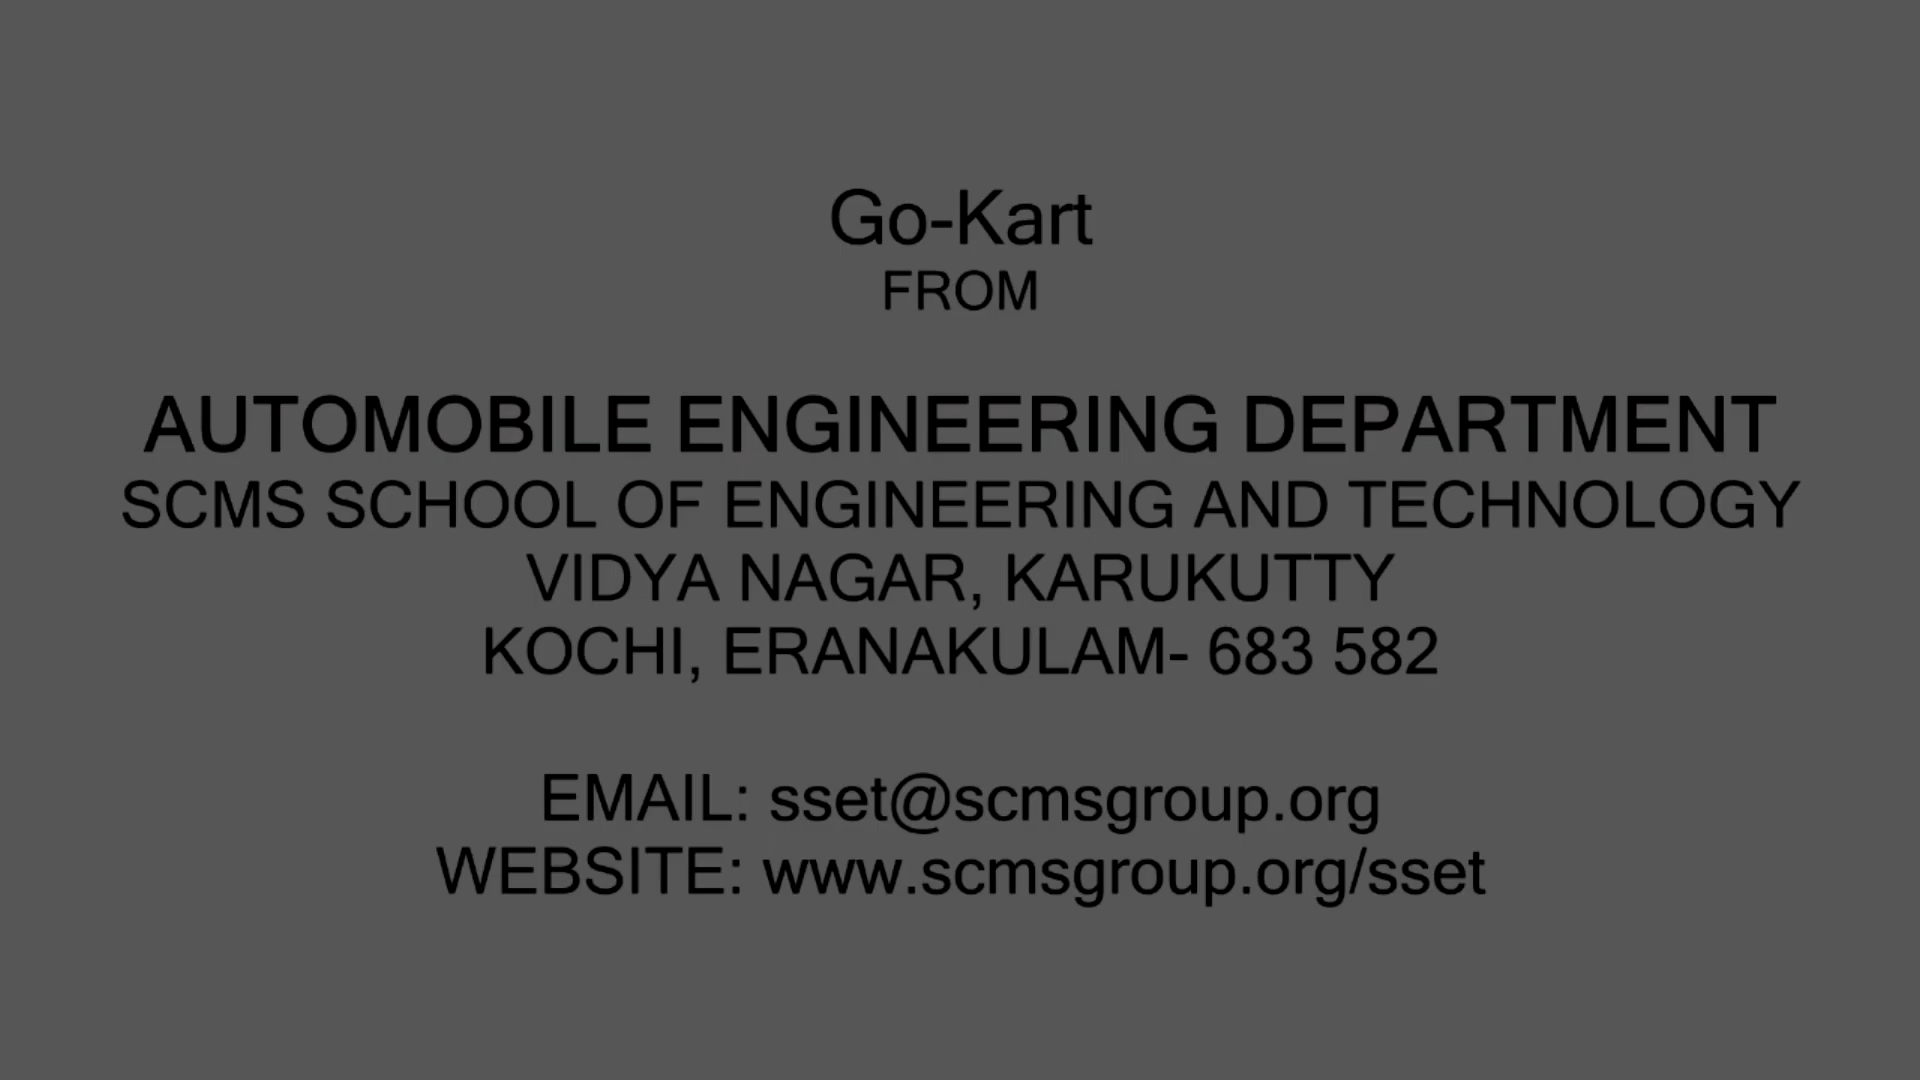 Go-Kart
FROM
AUTOMOBILE ENGINEERING DEPARTMENT
SCMS SCHOOL OF ENGINEERING AND TECHNOLOGY
VIDYA NAGAR, KARUKUTTY
KOCHI, ERANAKULAM- 683 582
EMAIL: sset@scmsgroup.org
WEBSITE: www.scmsgroup.org/sset